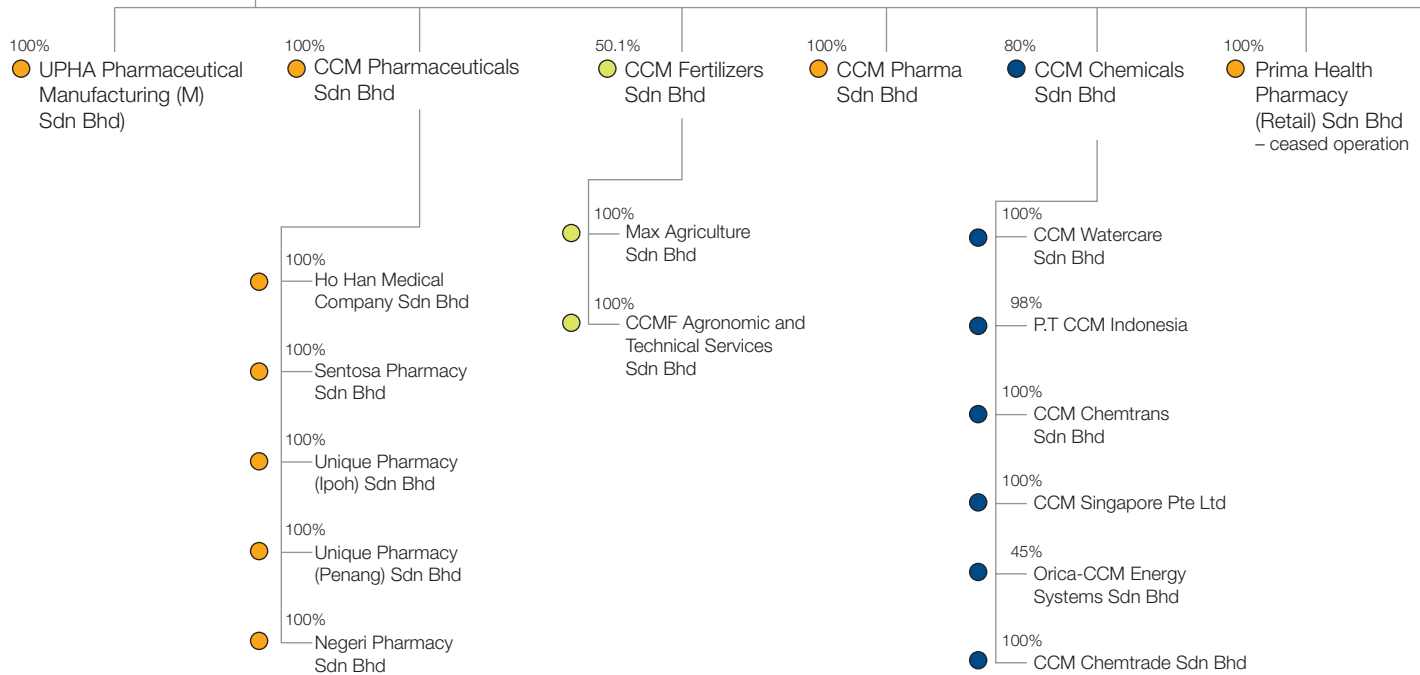 100%
UPHA Pharmaceutical
Manufacturing (M)
Sdn Bhd)
100%
CCM Pharmaceuticals
Sdn Bhd
50.1%
CCM Fertilizers
Sdn Bhd
100%
CCM Pharma
Sdn Bhd
80%
CCM Chemicals
Sdn Bhd
100%
Prima Health
Pharmacy
(Retail) Sdn Bhd
– ceased operation
100%
Ho Han Medical
Company Sdn Bhd
100%
Sentosa Pharmacy
Sdn Bhd
100%
Unique Pharmacy
(Ipoh) Sdn Bhd
100%
Unique Pharmacy
(Penang) Sdn Bhd
100%
Negeri Pharmacy
Sdn Bhd
100%
Max Agriculture
Sdn Bhd
100%
CCMF Agronomic and
Technical Services
Sdn Bhd
100%
CCM Watercare
Sdn Bhd
98%
P.T CCM Indonesia
100%
CCM Chemtrans
Sdn Bhd
100%
CCM Singapore Pte Ltd
45%
Orica-CCM Energy
Systems Sdn Bhd
100%
CCM Chemtrade Sdn Bhd